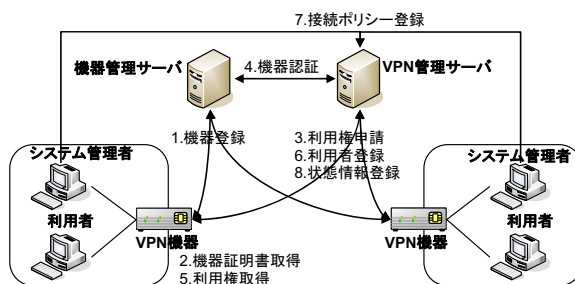 7.接続ポリシー登録
機器管理サーバ
4.機器認証
VPN管理サーバ
1.機器登録
3.利用権申請
6.利用者登録
8.状態情報登録
システム管理者
システム管理者
利用者
利用者
VPN機器
VPN機器
2.機器証明書取得
5.利用権取得